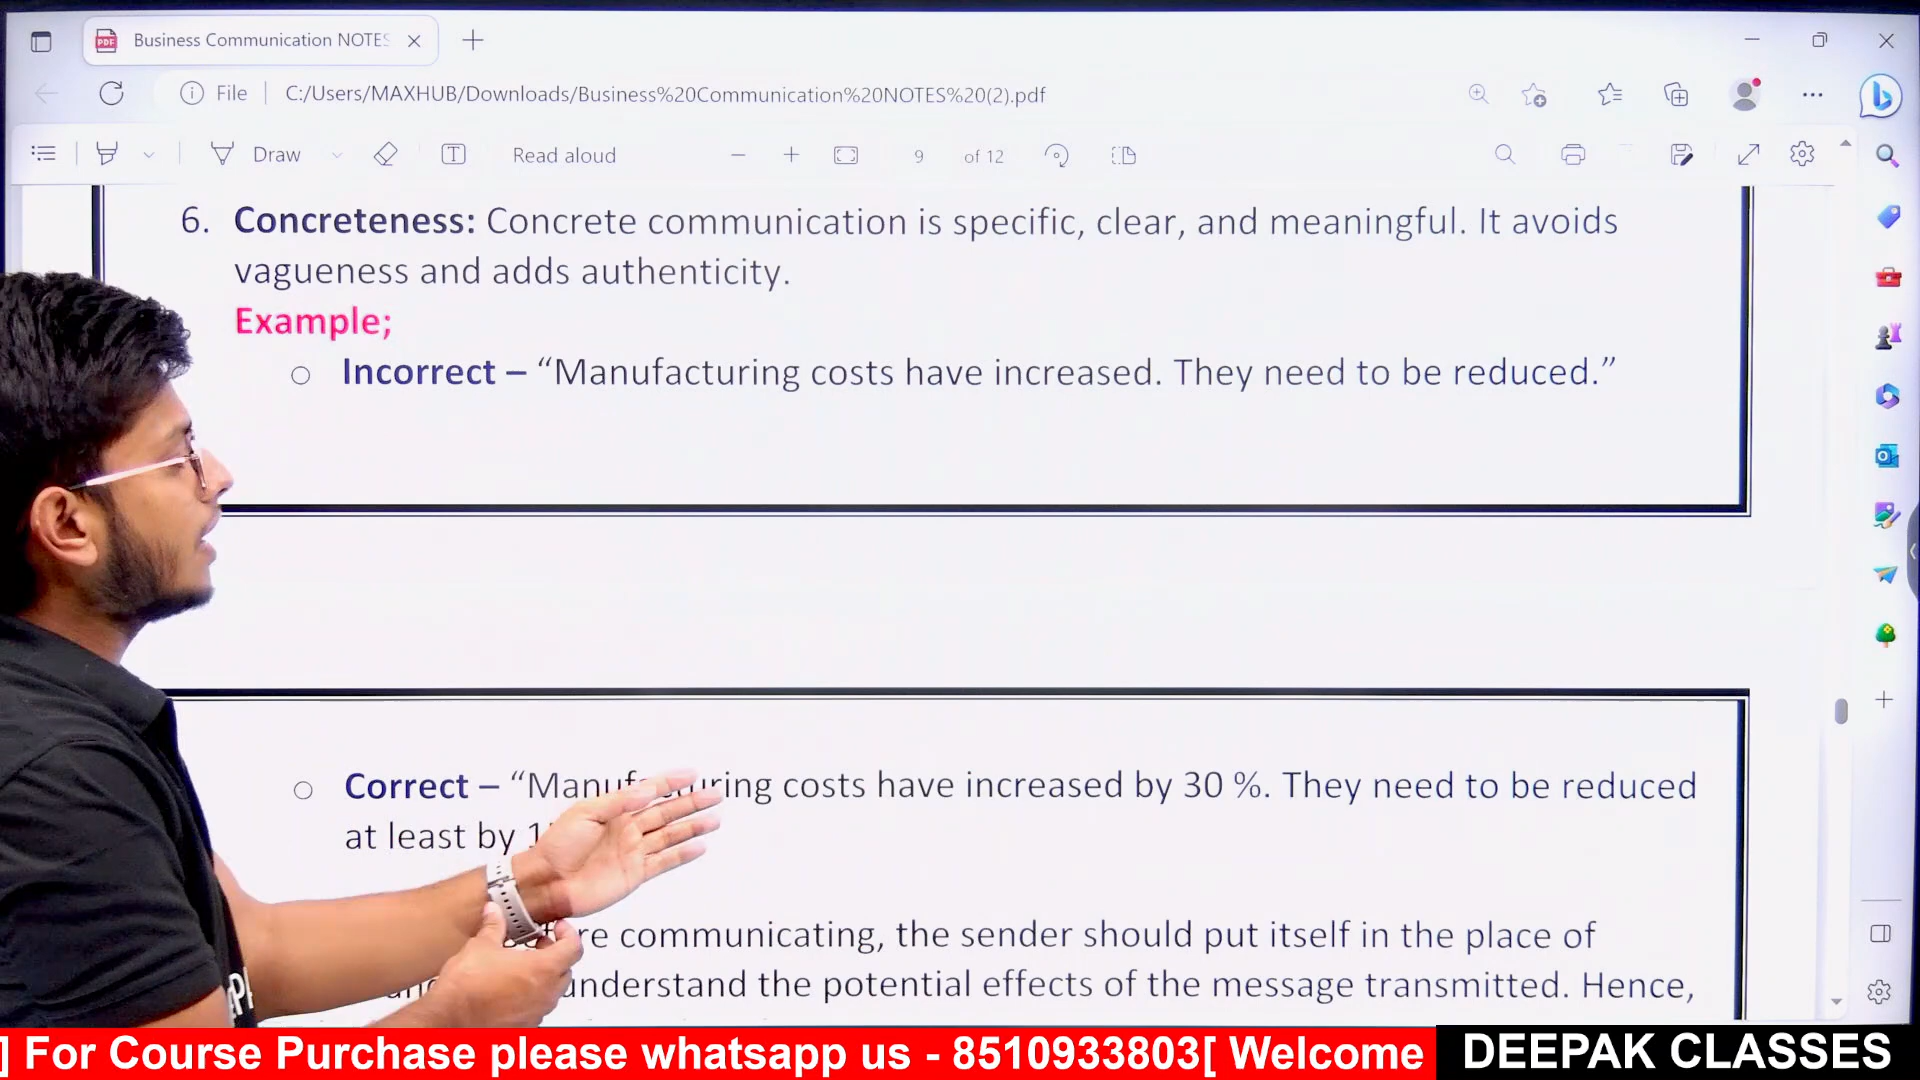 Business Communication NOTES
File
C:/Users/MAXHUB/Downloads/Business%20Communication%20NOTES%20(2).pdf
Draw
Read aloud
9
of 12
6. Concreteness: Concrete communication is specific, clear, and meaningful. It avoids
vagueness and adds authenticity.
Example;
Incorrect – “Manufacturing costs have increased. They need to be reduced.”
Correct – “Manufacturing costs have increased by 30 %. They need to be reduced
at least by
communicating, the sender should put itself in the place of
understand the potential effects of the message transmitted. Hence,
] For Course Purchase please whatsapp us - 8510933803[ Welcome
DEEPAK CLASSES